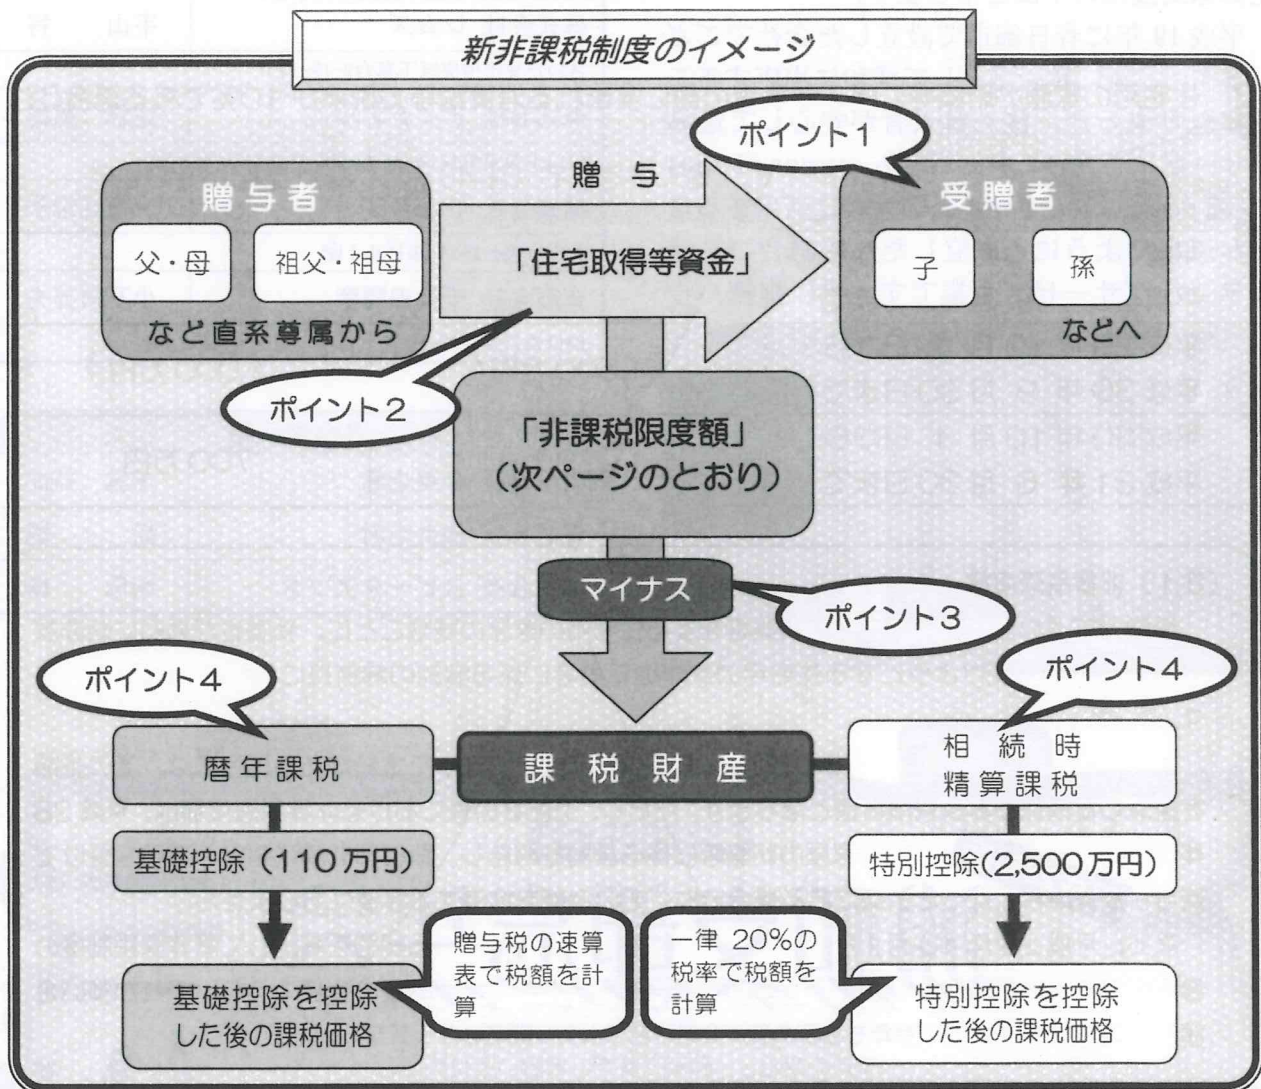 新非課税制度のイメージ
ポイント1
贈与者
父・母
祖父・祖母
など直系尊属から
贈与
「住宅取得等資金」
受贈者
子
孫
などへ
ポイント2
「非課税限度額」
(次ページのとおり)
マイナス
ポイント3
ポイント4
ポイント4
暦年課税
課税財産
相続時
精算課税
基礎控除(110万円)
特別控除(2,500万円)
贈与税の速算
表で税額を計
算
一律 20%の
税率で税額を
計算
基礎控除を控除
した後の課税価格
特別控除を控除
した後の課税価格